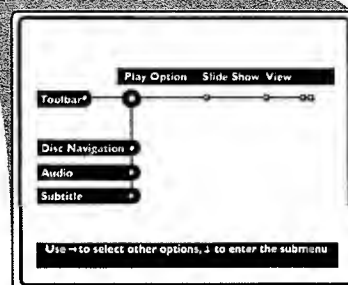 Play Option Slide Show View
Toolbar
Disc Navigation
Audio
Subtitle
Use → to select other options, ↓ to enter the submenu